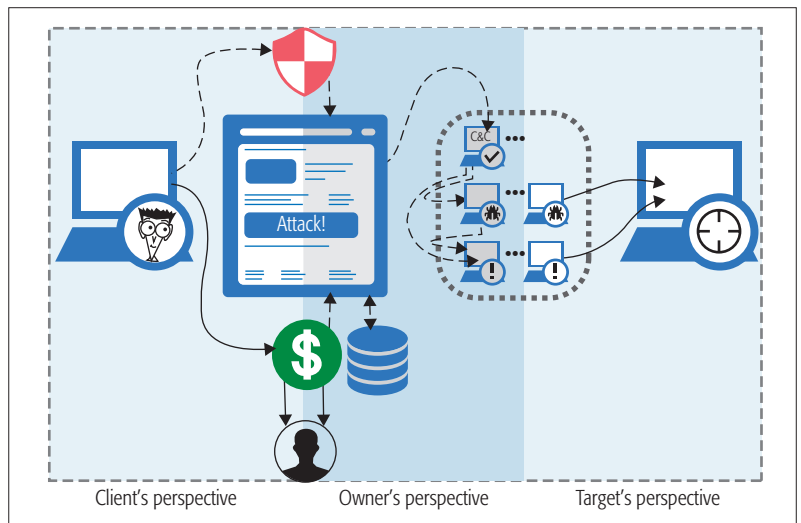 C&C
Attack!
$
!
!
Client's perspective
Owner's perspective
Target's perspective